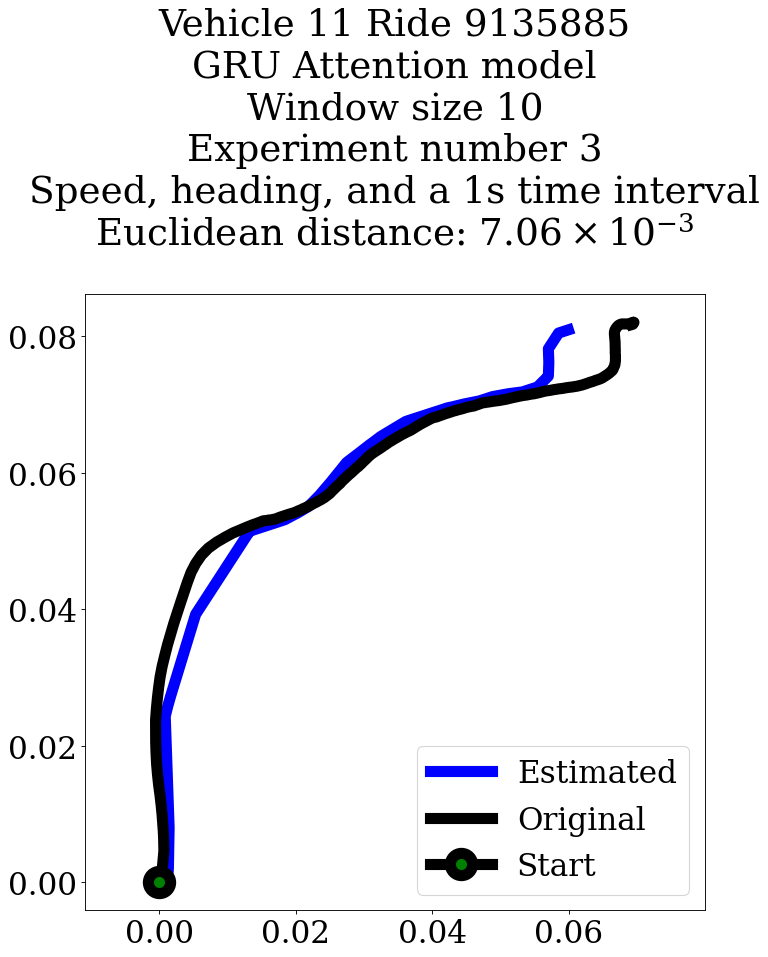 Vehicle 11 Ride 9135885
GRU Attention model
Window size 10
Experiment number 3
Speed, heading, and a 1s time interval
Euclidean distance: 7.06 × 10⁻³
0.08
0.06
0.04
0.02
0.00
Estimated
Original
Start
0.00 0.02 0.04 0.06